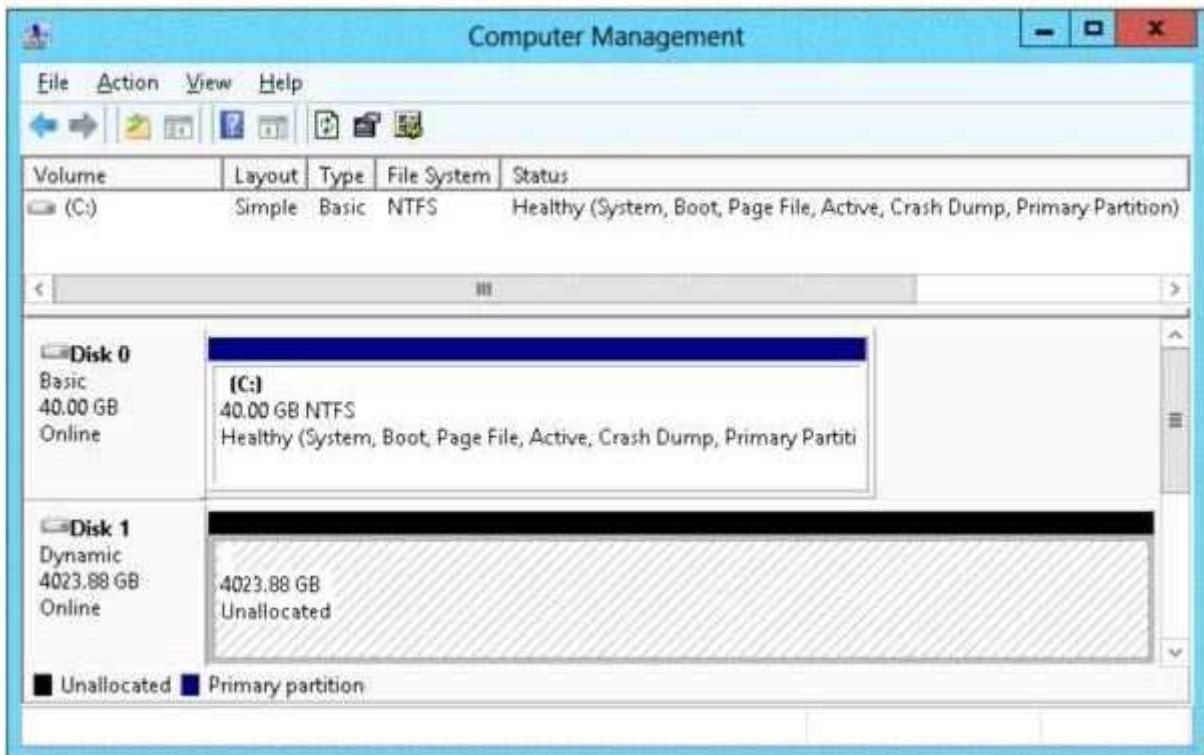 Computer Management
File Action View Help
Volume Layout Type File System Status
(C:) Simple Basic NTFS Healthy (System, Boot, Page File, Active, Crash Dump, Primary Partition)
Disk 0
Basic
40.00 GB
Online
(C:)
40.00 GB NTFS
Healthy (System, Boot, Page File, Active, Crash Dump, Primary Partiti
Disk 1
Dynamic
4023.88 GB
Online
4023.88 GB
Unallocated
Unallocated Primary partition